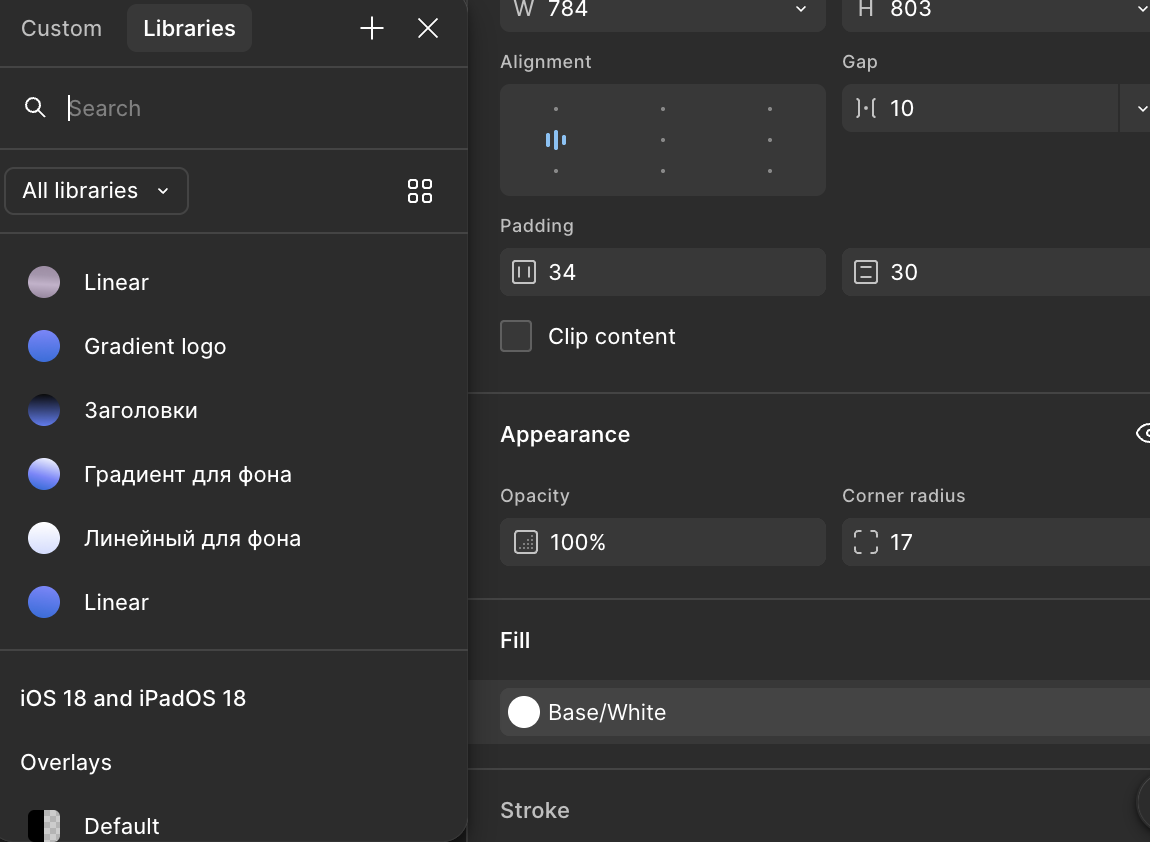 Custom
Libraries
Search
All libraries
Linear
Gradient logo
Заголовки
Градиент для фона
Линейный для фона
Linear
iOS 18 and iPadOS 18
Overlays
Default
W 784
H 803
Alignment
Gap
10
Padding
34
30
Clip content
Appearance
Opacity
Corner radius
100%
17
Fill
Base/White
Stroke